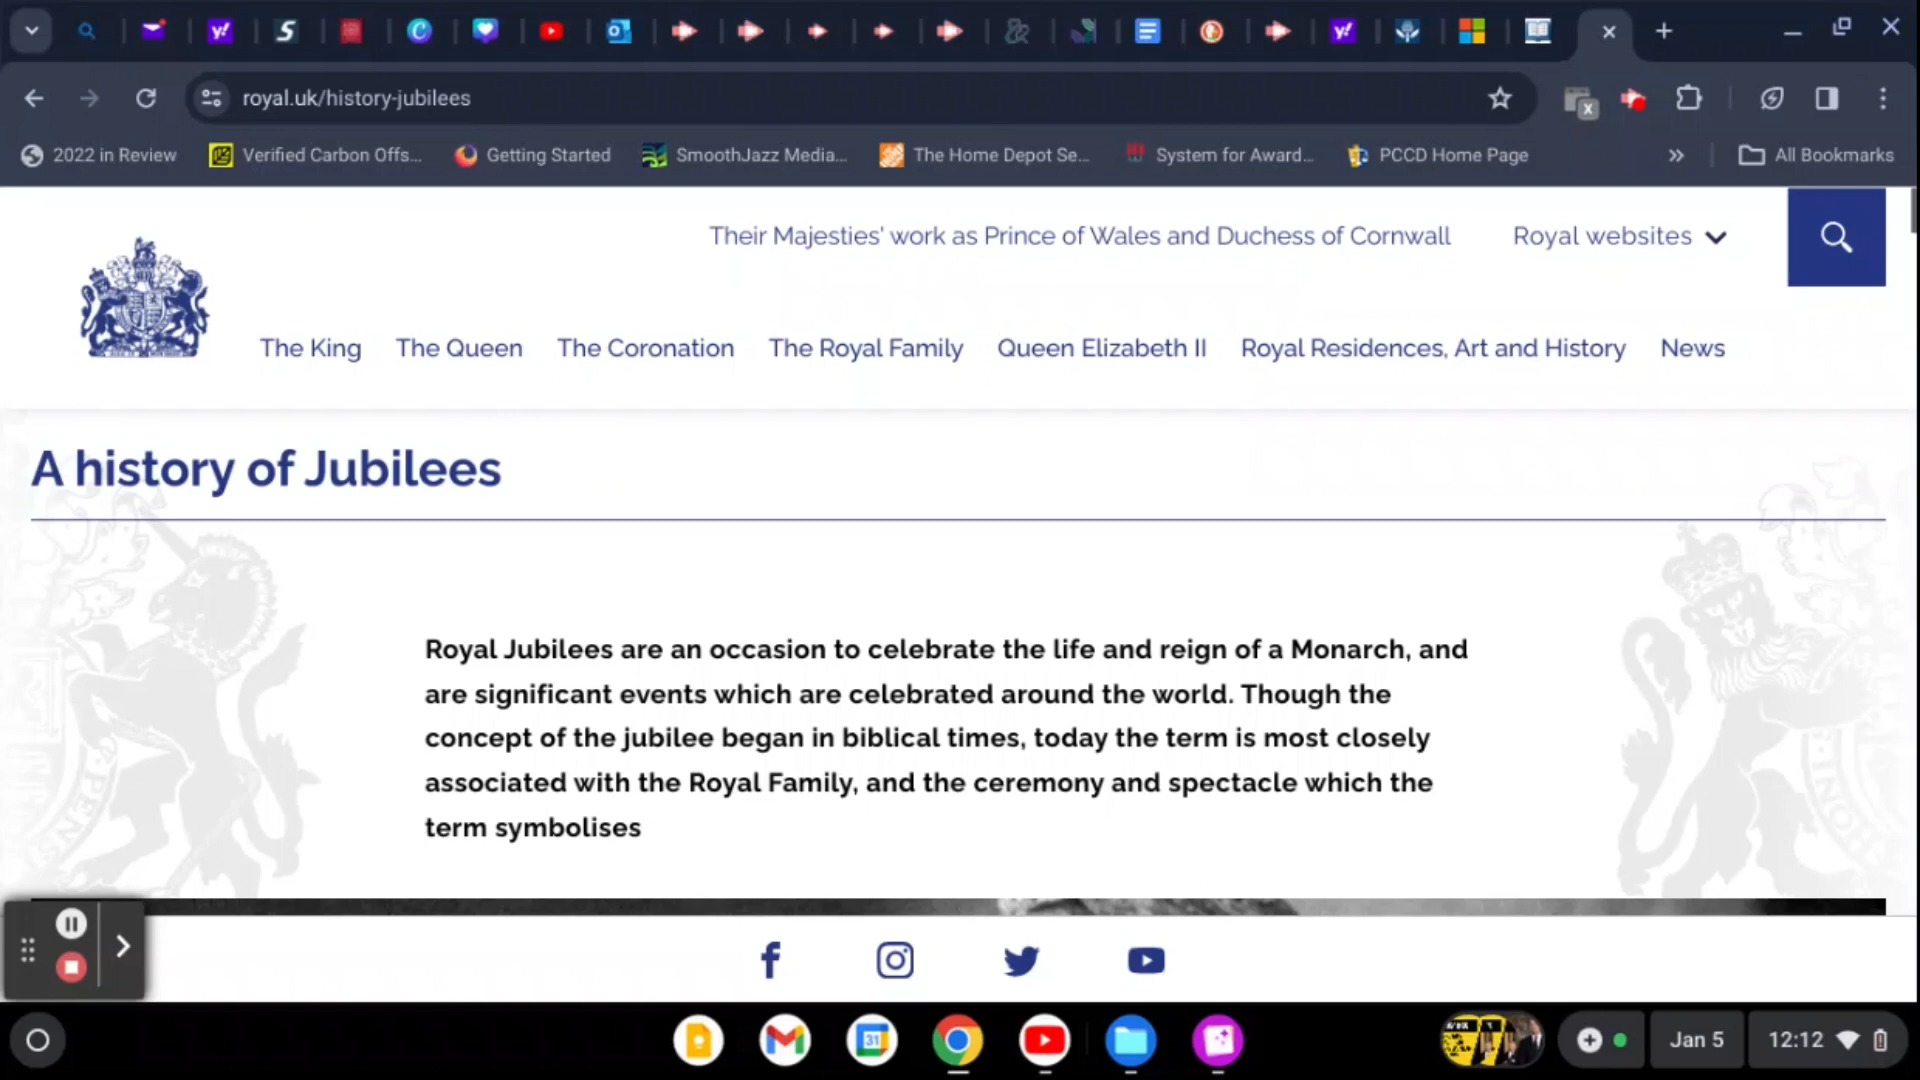 royal.uk/history-jubilees
2022 in Review
Verified Carbon Offs...
Getting Started
SmoothJazz Media...
The Home Depot Se...
System for Award...
PCCD Home Page
All Bookmarks
Their Majesties' work as Prince of Wales and Duchess of Cornwall
Royal websites
The King
The Queen
The Coronation
The Royal Family
Queen Elizabeth II
Royal Residences, Art and History
News
A history of Jubilees
Royal Jubilees are an occasion to celebrate the life and reign of a Monarch, and
are significant events which are celebrated around the world. Though the
concept of the jubilee began in biblical times, today the term is most closely
associated with the Royal Family, and the ceremony and spectacle which the
term symbolises
31
Jan 5
12:12